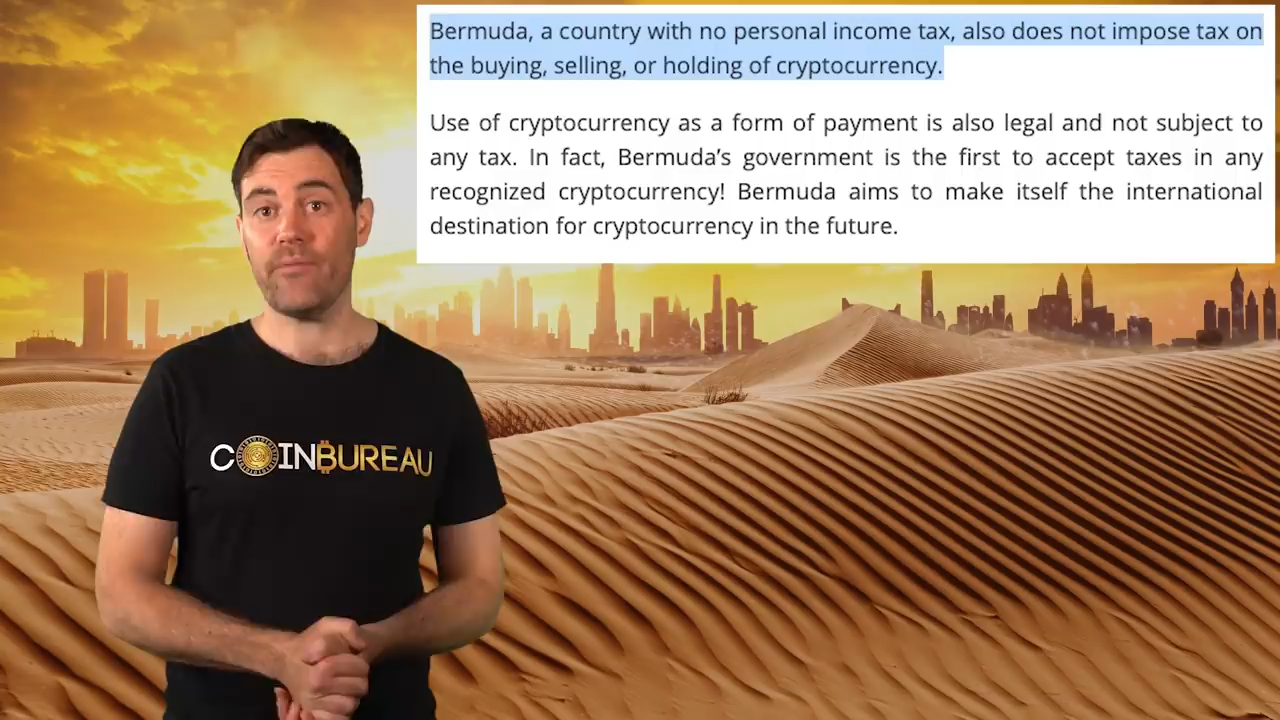 Bermuda, a country with no personal income tax, also does not impose tax on
the buying, selling, or holding of cryptocurrency.
Use of cryptocurrency as a form of payment is also legal and not subject to
any tax. In fact, Bermuda’s government is the first to accept taxes in any
recognized cryptocurrency! Bermuda aims to make itself the international
destination for cryptocurrency in the future.
COINBUREAU